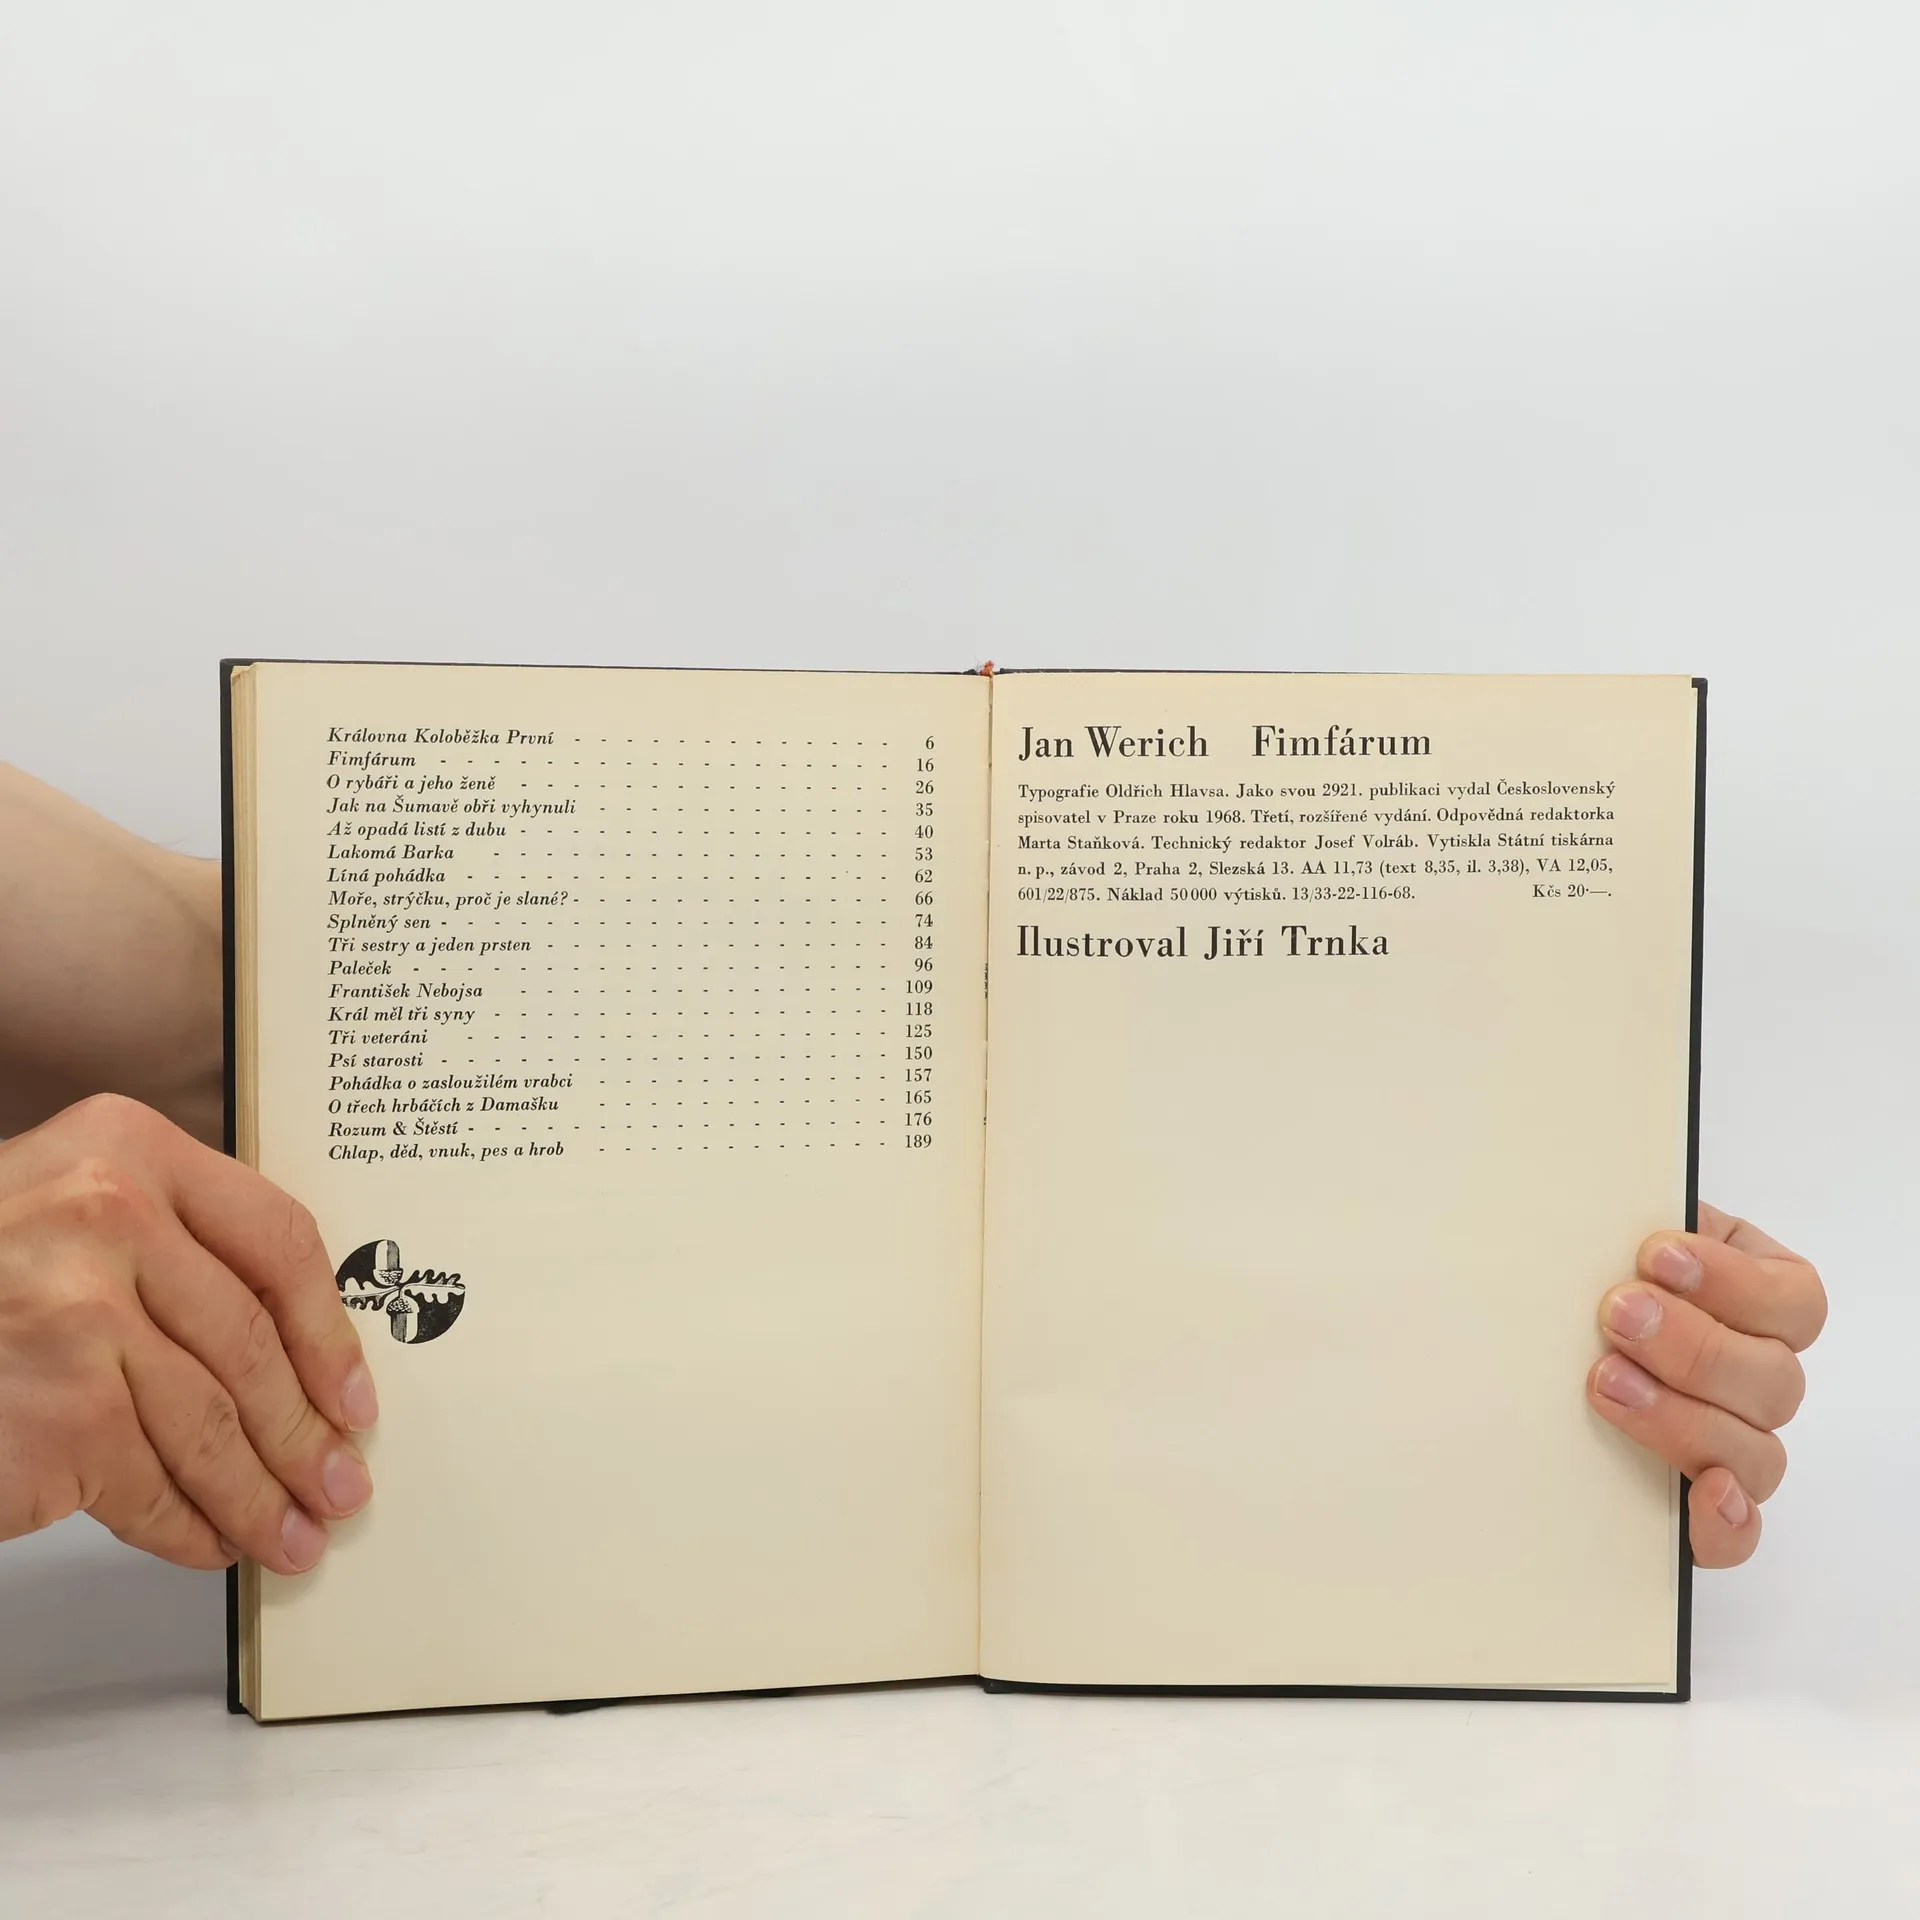 Královna Koloběžka První - - - - - - - - - - - - - 6
Fimfárum - - - - - - - - - - - - - - - - - - 16
O rybáři a jeho ženě - - - - - - - - - - - - - - - 26
Jak na Šumavě obři vyhynuli - - - - - - - - - - - - 35
Až opadá listí z dubu - - - - - - - - - - - - - - - 40
Lakomá Barka - - - - - - - - - - - - - - - - 53
Líná pohádka - - - - - - - - - - - - - - - - - 62
Moře, strýčku, proč je slané? - - - - - - - - - - - - - 66
Splněný sen - - - - - - - - - - - - - - - - - - 74
Tři sestry a jeden prsten - - - - - - - - - - - - - - 84
Paleček - - - - - - - - - - - - - - - - - - - 96
František Nebojsa - - - - - - - - - - - - - - - 109
Král měl tři syny - - - - - - - - - - - - - - - - 118
Tři veteráni - - - - - - - - - - - - - - - - - 125
Psí starosti - - - - - - - - - - - - - - - - - - 150
Pohádka o zasloužilém vrabci - - - - - - - - - - - - 157
O třech hrbáčích z Damašku - - - - - - - - - - - - 165
Rozum & Štěstí - - - - - - - - - - - - - - - - - 176
Chlap, děd, vnuk, pes a hrob - - - - - - - - - - - - 189
Jan Werich Fimfárum
Typografie Oldřich Hlavsa. Jako svou 2921. publikaci vydal Československý
spisovatel v Praze roku 1968. Třetí, rozšířené vydání. Odpovědná redaktorka
Marta Staňková. Technický redaktor Josef Volráb. Vytiskla Státní tiskárna
n. p., závod 2, Praha 2, Slezská 13. AA 11,73 (text 8,35, il. 3,38), VA 12,05,
601/22/875. Náklad 50 000 výtisků. 13/33-22-116-68. Kčs 20·—.
Ilustroval Jiří Trnka